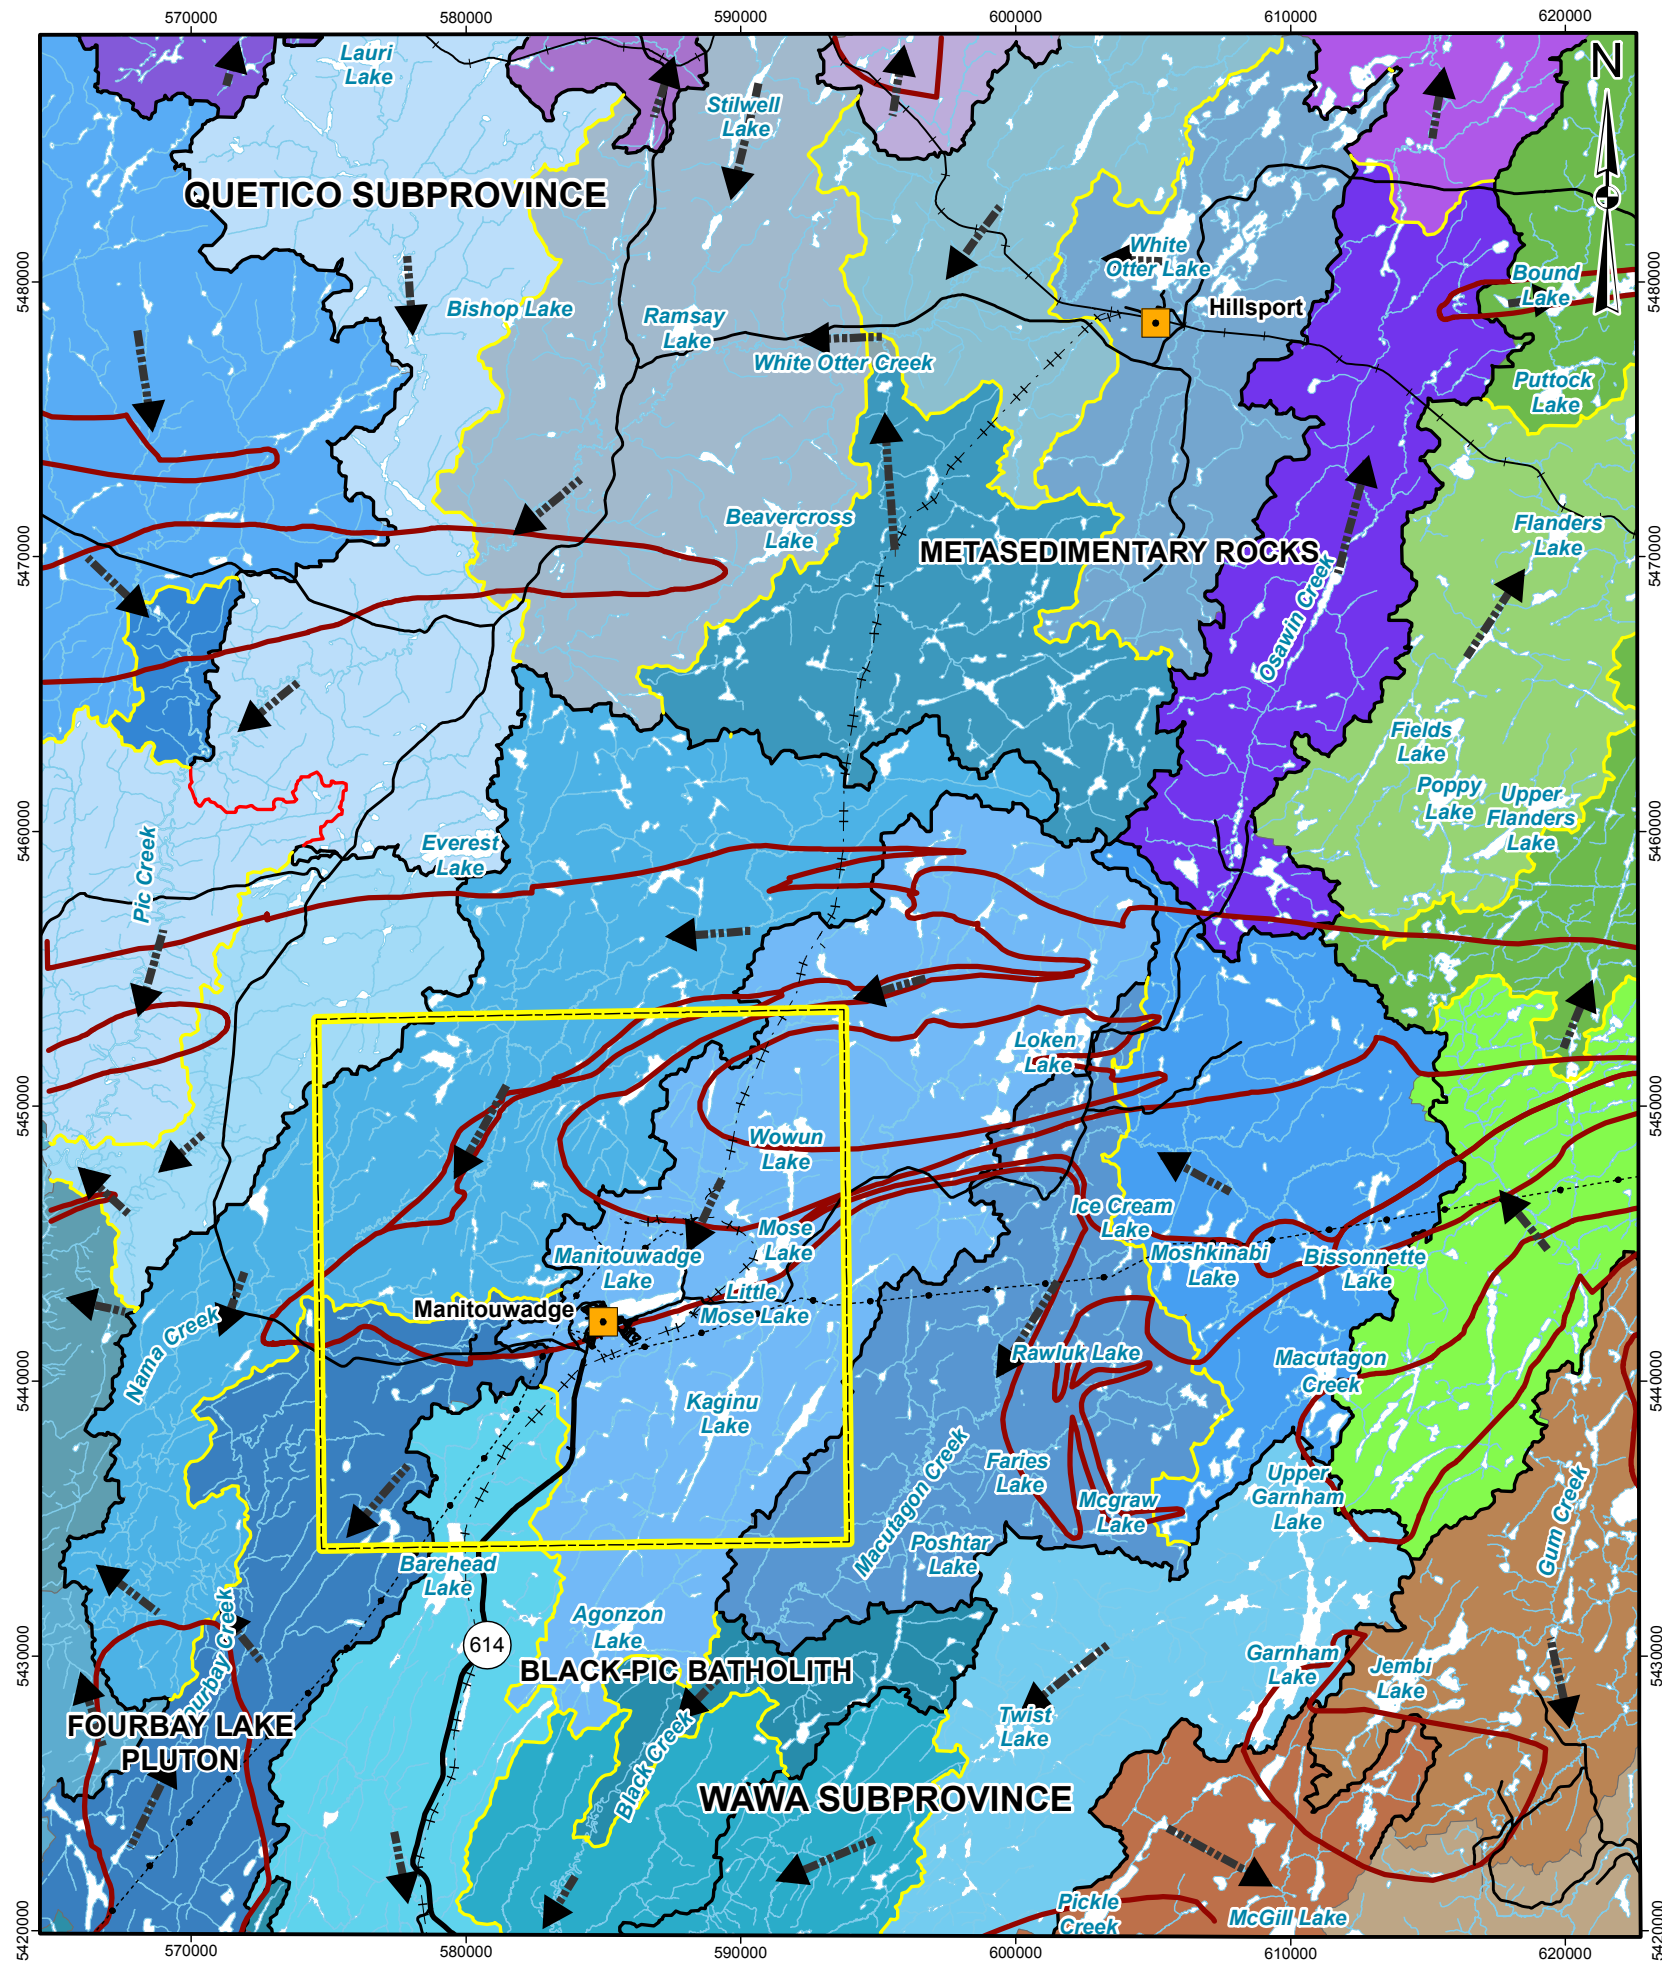 570000
580000
590000
600000
610000
620000
N
Lauri
Lake
Stilwell
Lake
QUETICO SUBPROVINCE
White
Otter Lake
5480000
5480000
Bound
Lake
Bishop Lake
Ramsay
Lake
Hillsport
White Otter Creek
Puttock
Lake
Beavercross
Lake
Flanders
Lake
5470000
METASEDIMENTARY ROCKS
5470000
Osawin Creek
Fields
Lake
Poppy
Lake
Upper
Flanders
Lake
5460000
5460000
Everest
Lake
Pic Creek
Loken
Lake
5450000
5450000
Wowun
Lake
Ice Cream
Lake
Mose
Lake
Manitouwadge
Lake
Moshkinabi
Lake
Bissonnette
Lake
Little
Mose Lake
Manitouwadge
Nama Creek
Rawluk Lake
Macutagon
Creek
5440000
5440000
Kaginu
Lake
Faries
Lake
Macutagon Creek
Upper
Garnham
Lake
Mcgraw
Lake
Gum Creek
Poshtar
Lake
Barehead
Lake
Agonzon
Lake
Fourbay Creek
614
5430000
5430000
Garnham
Lake
Jembi
Lake
BLACK-PIC BATHOLITH
FOURBAY LAKE
PLUTON
Twist
Lake
Black Creek
WAWA SUBPROVINCE
Pickle
Creek
McGill Lake
5420000
5420000
570000
580000
590000
600000
610000
620000